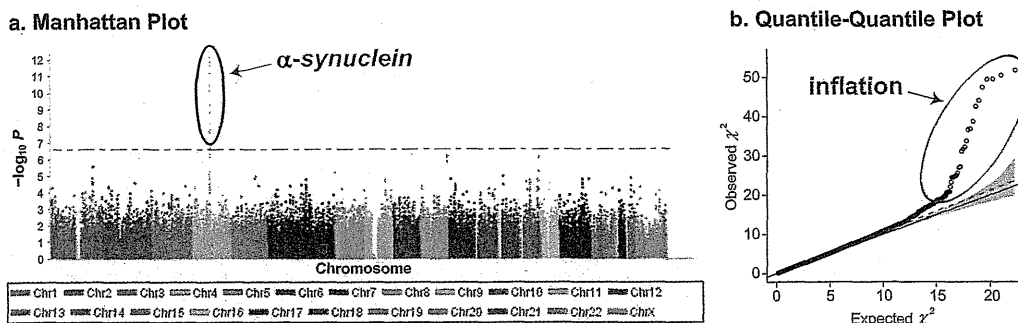 a. Manhattan Plot
α-synuclein
12
11
10
9
8
7
6
5
4
3
2
1
0
−log₁₀ P
Chromosome
Chr1 Chr2 Chr3 Chr4 Chr5 Chr6 Chr7 Chr8 Chr9 Chr10 Chr11 Chr12
Chr13 Chr14 Chr15 Chr16 Chr17 Chr18 Chr19 Chr20 Chr21 Chr22 ChrX
b. Quantile-Quantile Plot
inflation
50
40
30
20
10
0
Observed χ²
0 5 10 15 20
Expected χ²